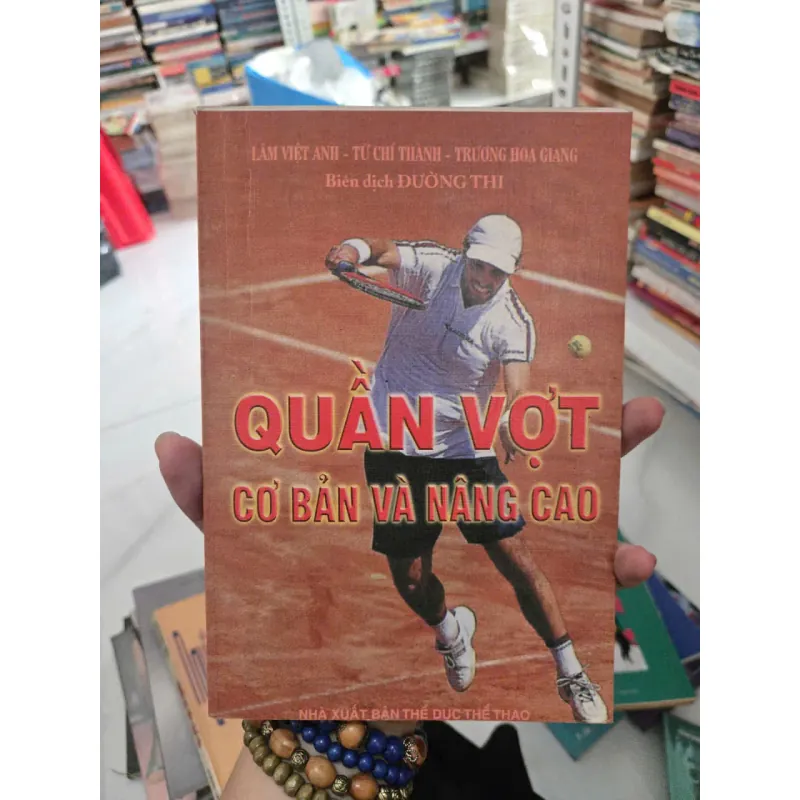 LÂM VIỆT ANH - TỪ CHÍ THÀNH - TRƯƠNG HOA GIANG
Biên dịch ĐƯỜNG THI
QUẦN VỢT
CƠ BẢN VÀ NÂNG CAO
NHÀ XUẤT BẢN THỂ DỤC THỂ THAO